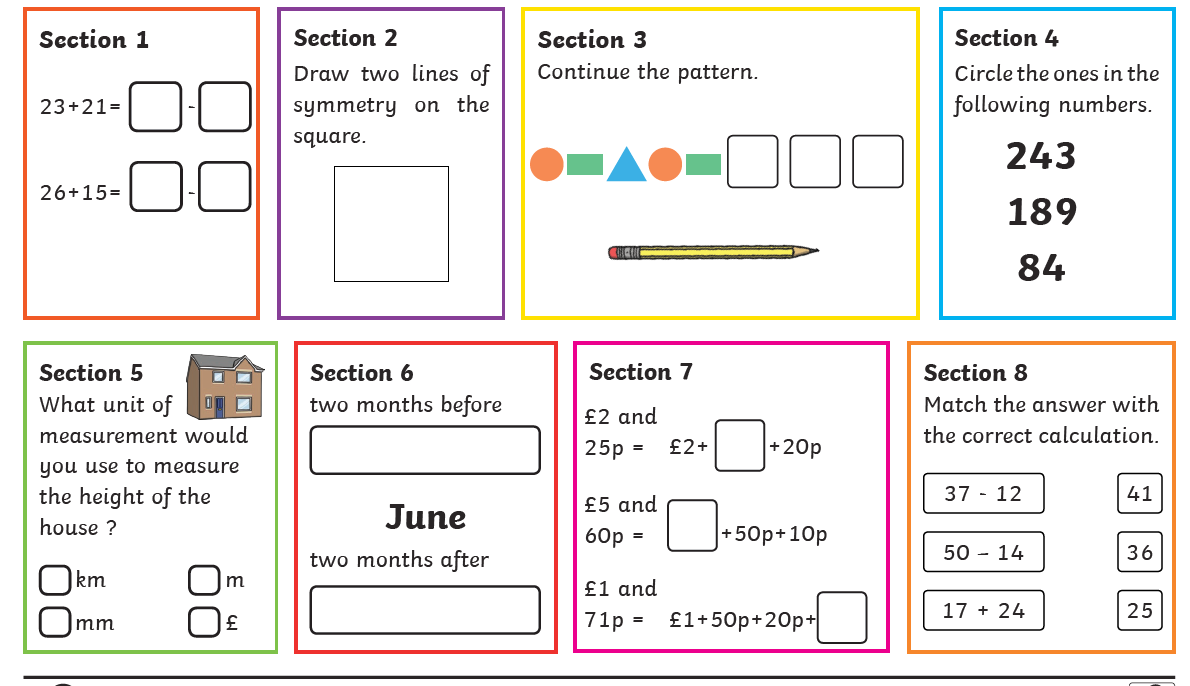 Section 1
23+21= -
26+15= -
Section 2
Draw two lines of
symmetry on the
square.
Section 3
Continue the pattern.
Section 4
Circle the ones in the
following numbers.
243
189
84
Section 5
What unit of
measurement would
you use to measure
the height of the
house ?
km m
mm £
Section 6
two months before
June
two months after
Section 7
£2 and
25p = £2+ +20p
£5 and
60p = +50p+10p
£1 and
71p = £1+50p+20p+
Section 8
Match the answer with
the correct calculation.
37 - 12 41
50 – 14 36
17 + 24 25